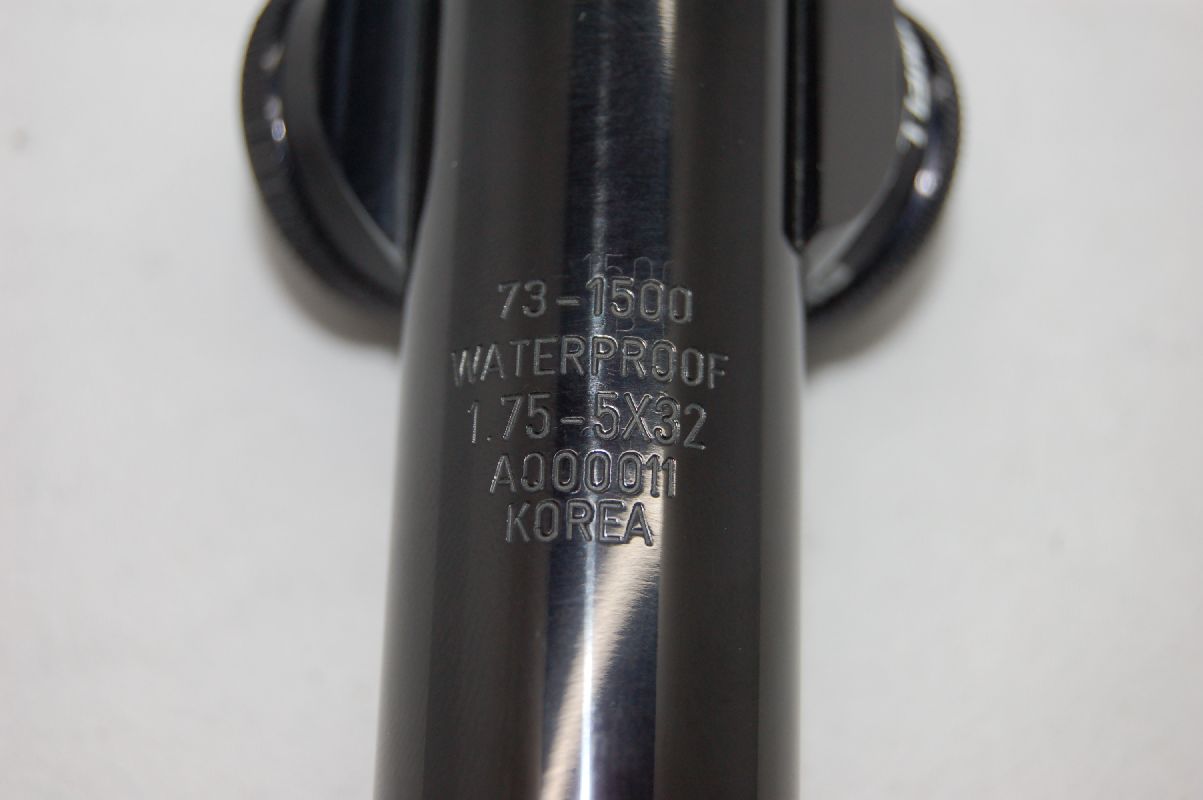 73-1500
WATERPROOF
1.75-5X32
AQ00011
KOREA